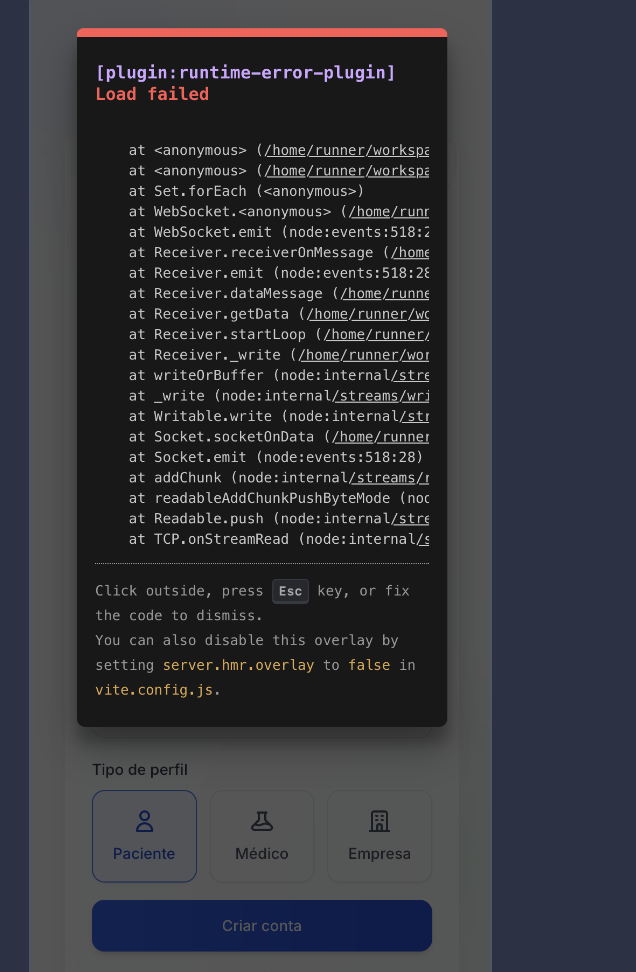 [plugin:runtime-error-plugin]
Load failed
at <anonymous> (/home/runner/workspa
at <anonymous> (/home/runner/workspa
at Set.forEach (<anonymous>)
at WebSocket.<anonymous> (/home/runn
at WebSocket.emit (node:events:518:2
at Receiver.receiverOnMessage (/home
at Receiver.emit (node:events:518:28
at Receiver.dataMessage (/home/runne
at Receiver.getData (/home/runner/wo
at Receiver.startLoop (/home/runner/
at Receiver._write (/home/runner/wor
at writeOrBuffer (node:internal/stre
at _write (node:internal/streams/wri
at Writable.write (node:internal/str
at Socket.socketOnData (/home/runner
at Socket.emit (node:events:518:28)
at addChunk (node:internal/streams/r
at readableAddChunkPushByteMode (nod
at Readable.push (node:internal/stre
at TCP.onStreamRead (node:internal/s
Click outside, press Esc key, or fix
the code to dismiss.
You can also disable this overlay by
setting server.hmr.overlay to false in
vite.config.js.
Tipo de perfil
Paciente Médico Empresa
Criar conta